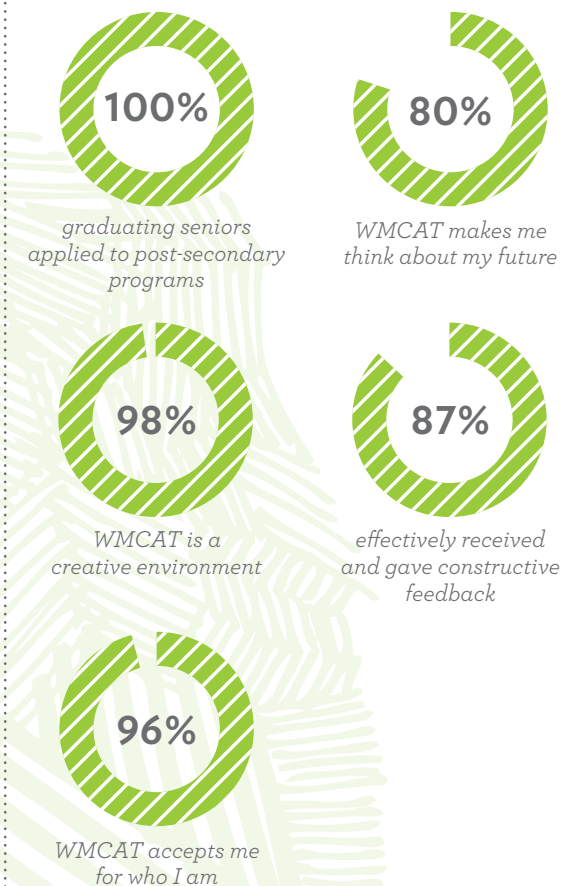 100%
graduating seniors
applied to post-secondary
programs
80%
WMCAT makes me
think about my future
98%
WMCAT is a
creative environment
87%
effectively received
and gave constructive
feedback
96%
WMCAT accepts me
for who I am